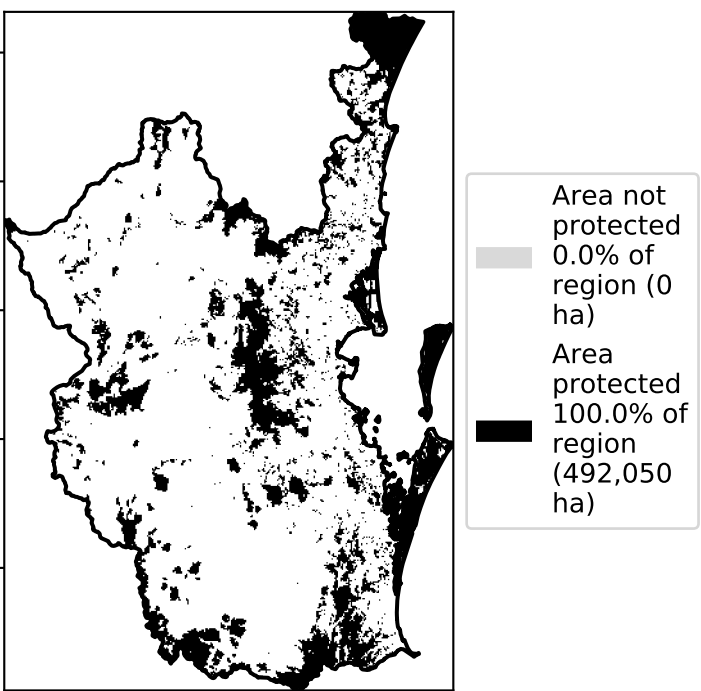 Area not
protected
0.0% of
region (0
ha)
Area
protected
100.0% of
region
(492,050
ha)